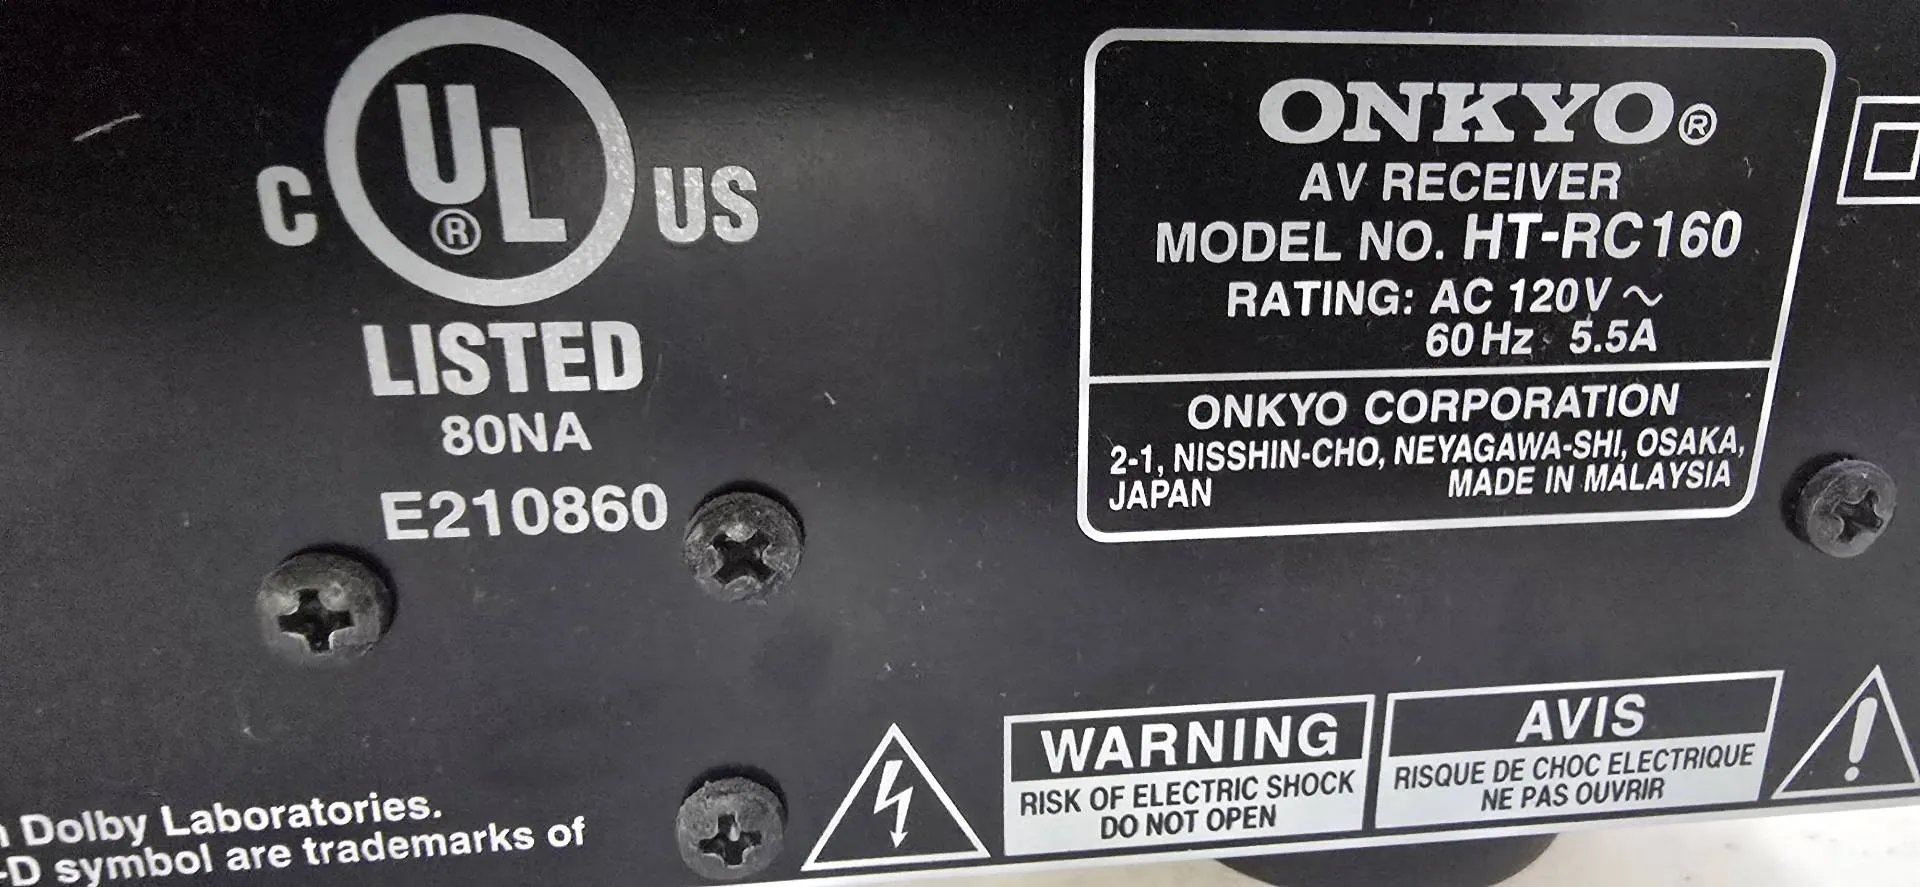 C UL® US
LISTED
80NA
E210860
ONKYO®
AV RECEIVER
MODEL NO. HT-RC160
RATING: AC 120V ~
60Hz 5.5A
ONKYO CORPORATION
2-1, NISSHIN-CHO, NEYAGAWA-SHI, OSAKA,
JAPAN MADE IN MALAYSIA
Dolby Laboratories.
-D symbol are trademarks of
WARNING
RISK OF ELECTRIC SHOCK
DO NOT OPEN
AVIS
RISQUE DE CHOC ELECTRIQUE
NE PAS OUVRIR